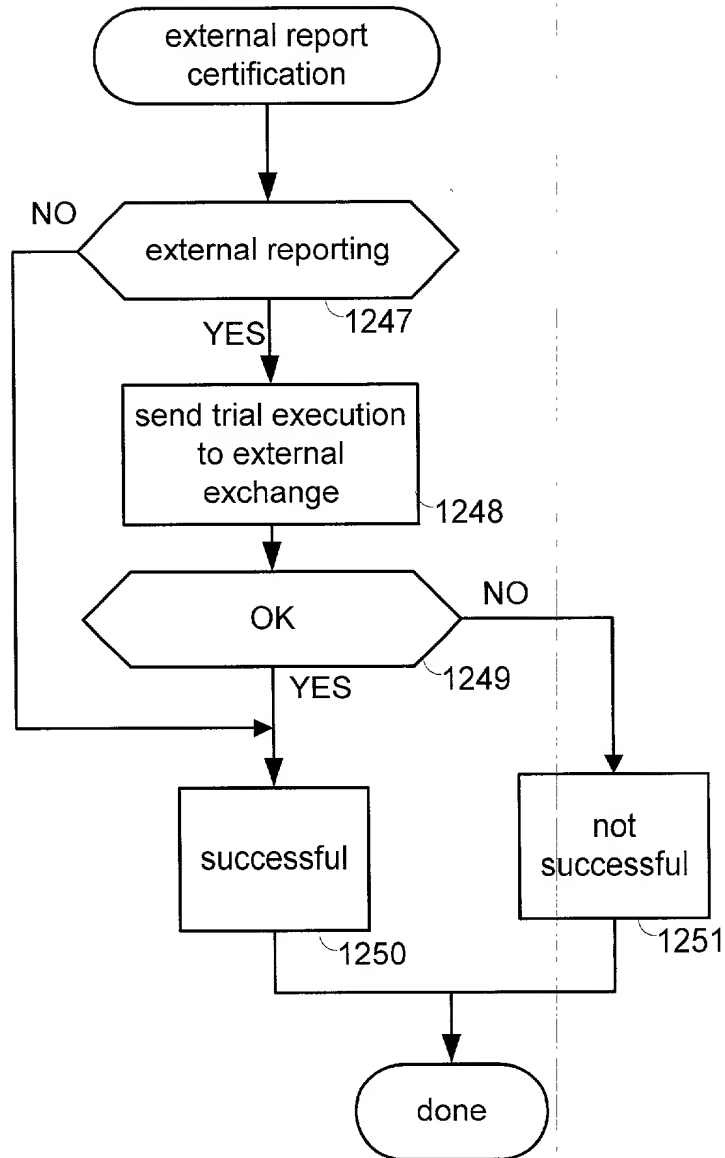 external report
certification
NO
external reporting
1247
YES
send trial execution
to external
exchange
1248
NO
OK
1249
YES
successful
1250
not
successful
1251
done